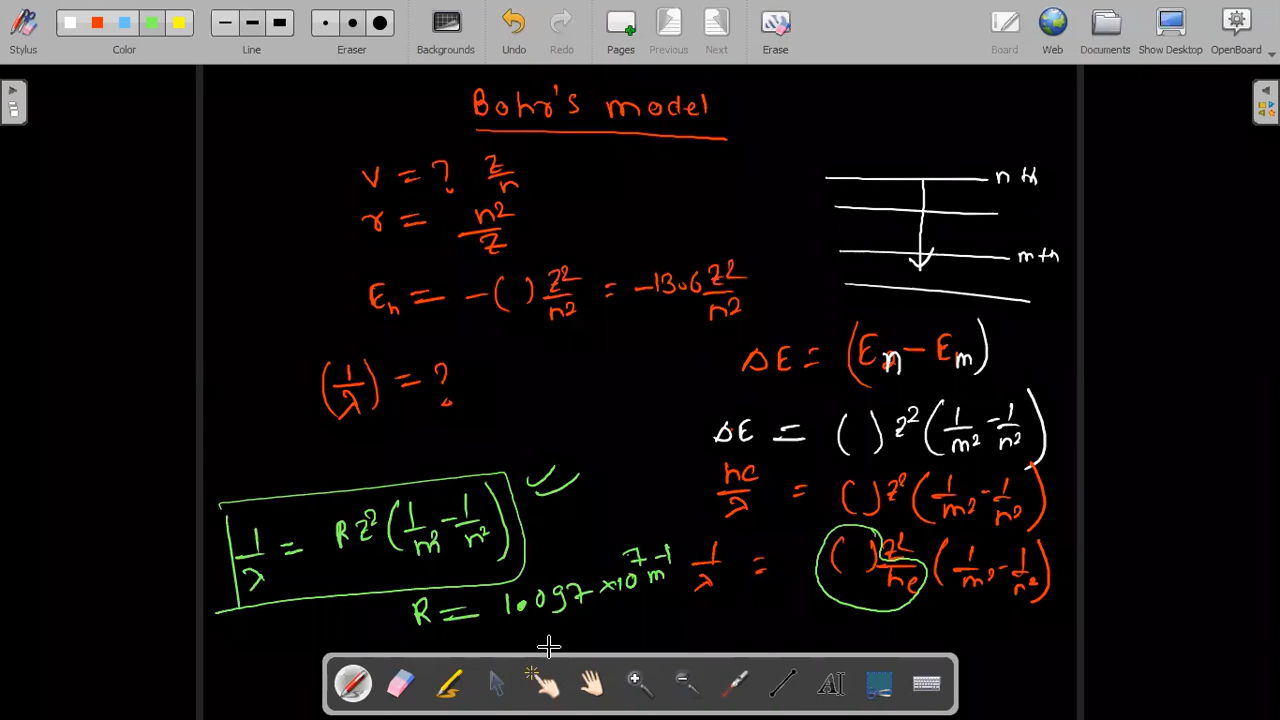 Stylus Color Line Eraser Backgrounds Undo Redo Pages Previous Next Erase Board Web Documents Show Desktop OpenBoard
Bohr's model
v = ? z/n
r = n²/z
Eₙ = -( ) z²/n² = -13.6 z²/n²
(1/λ) = ?
1/λ = Rz² (1/m² - 1/n²)
R = 1.097 × 10⁷ m⁻¹
n th
m th
ΔE = (Eₙ - Eₘ)
ΔE = ( ) z² (1/m² - 1/n²)
hc/λ = ( ) z² (1/m² - 1/n²)
1/λ = ( ) z²/hc (1/m² - 1/n²)